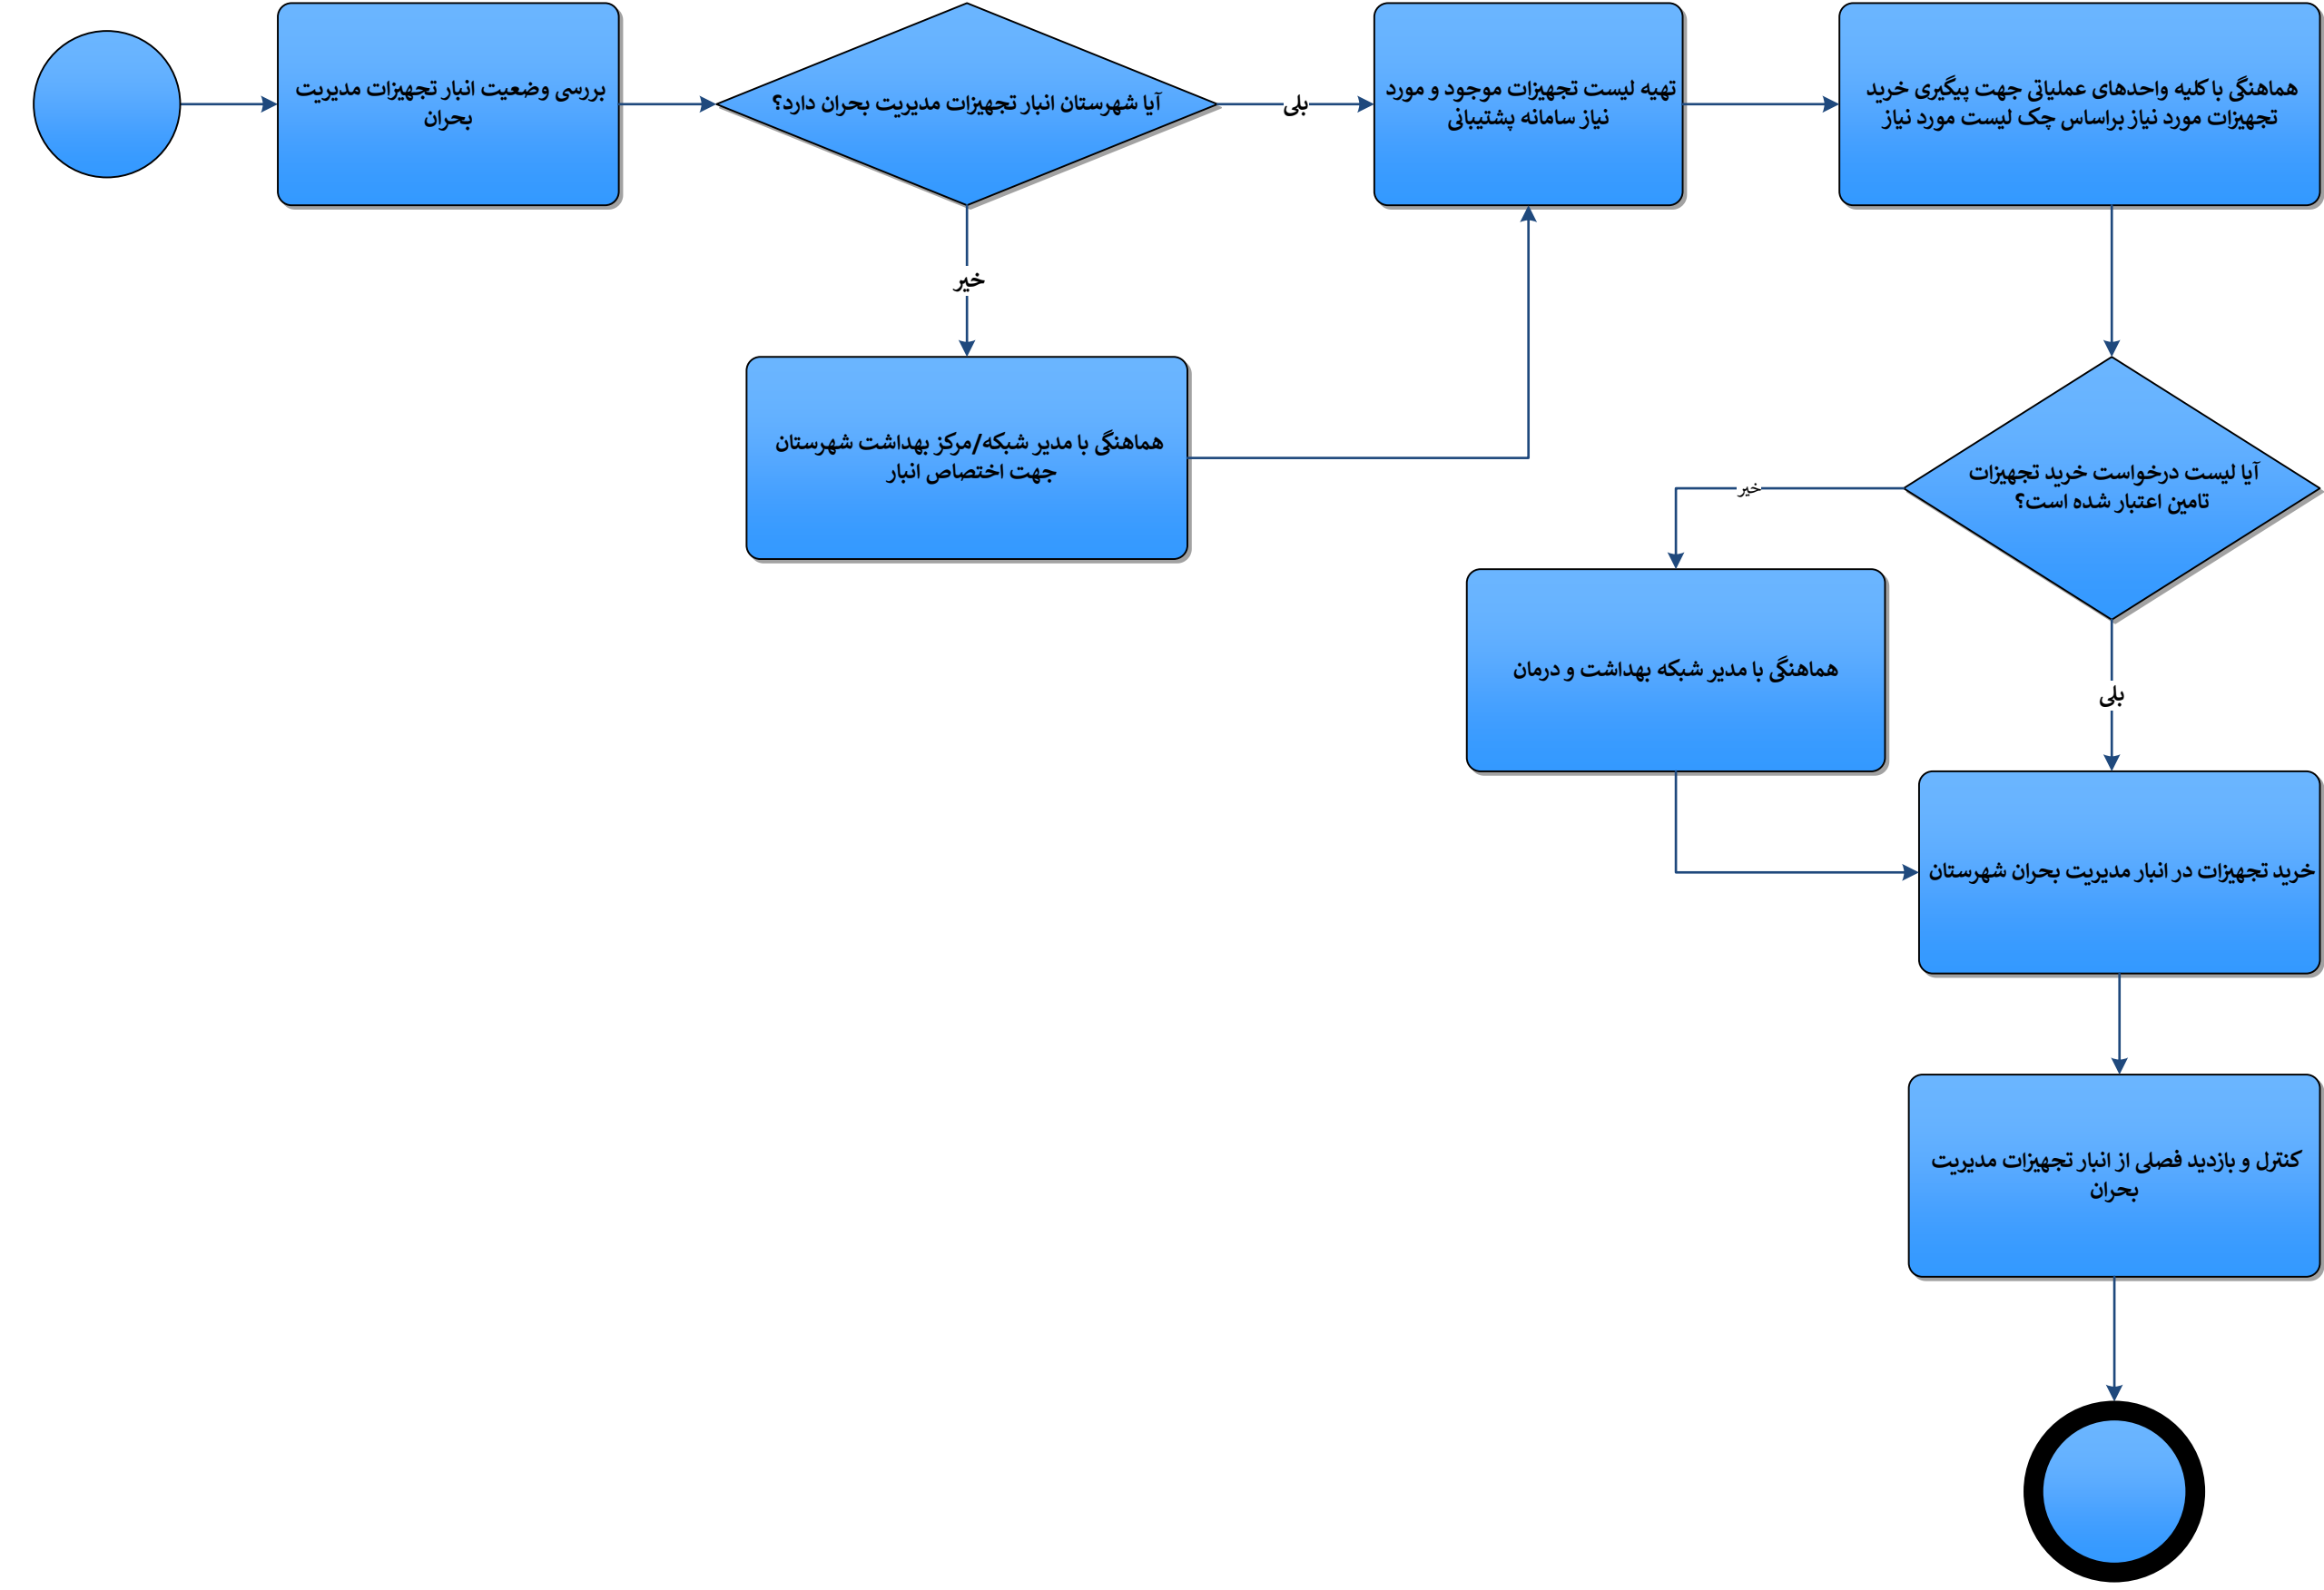 بررسی وضعیت انبار تجهیزات مدیریت
بحران
آیا شهرستان انبار تجهیزات مدیریت بحران دارد؟
بلی
تهیه لیست تجهیزات موجود و مورد
نیاز سامانه پشتیبانی
هماهنگی با کلیه واحدهای عملیاتی جهت پیگیری خرید
تجهیزات مورد نیاز براساس چک لیست مورد نیاز
خیر
هماهنگی با مدیر شبکه/مرکز بهداشت شهرستان
جهت اختصاص انبار
آیا لیست درخواست خرید تجهیزات
تامین اعتبار شده است؟
خیر
هماهنگی با مدیر شبکه بهداشت و درمان
بلی
خرید تجهیزات در انبار مدیریت بحران شهرستان
کنترل و بازدید فصلی از انبار تجهیزات مدیریت
بحران